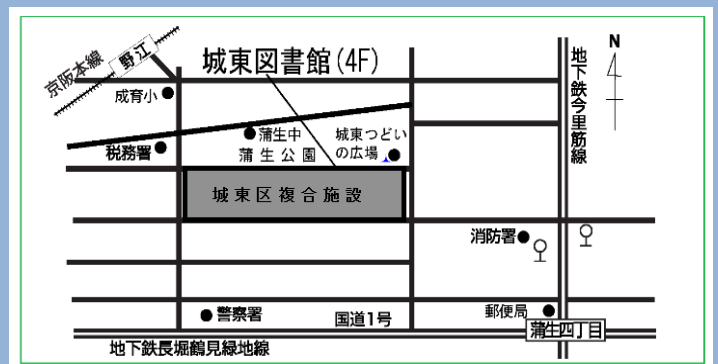 京阪本線
野江
城東図書館(4F)
N
地下鉄今里筋線
成育小
蒲生中
城東つどい
の広場
税務署
蒲生公園
城東区複合施設
消防署
警察署
国道1号
郵便局
蒲生四丁目
地下鉄長堀鶴見緑地線